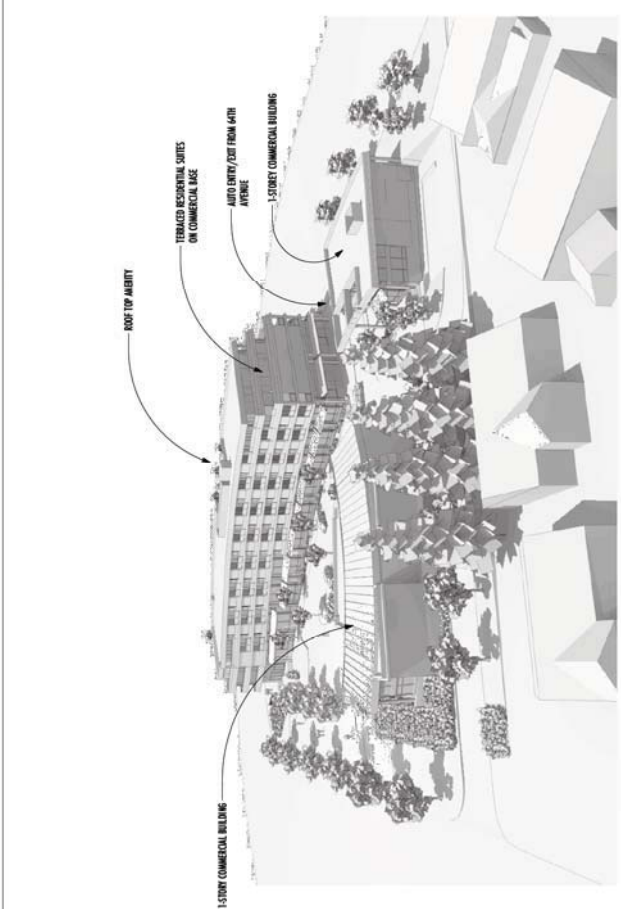 ROOF TOP AMENITY
TERRACED RESIDENTIAL SUITES
ON COMMERCIAL BASE
AUTO ENTRY/EXIT FROM 64TH
AVENUE
1-STOREY COMMERCIAL BUILDING
1-STORY COMMERCIAL BUILDING